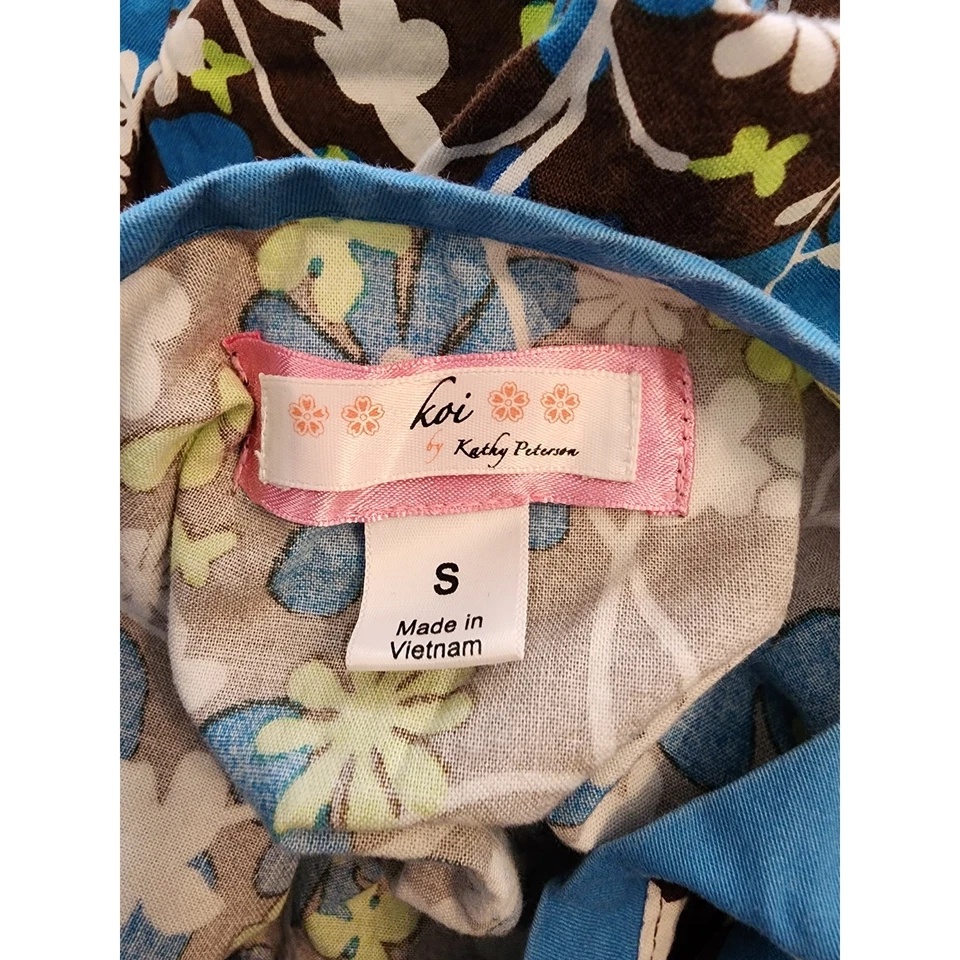 koi
by Kathy Peterson
S
Made in
Vietnam